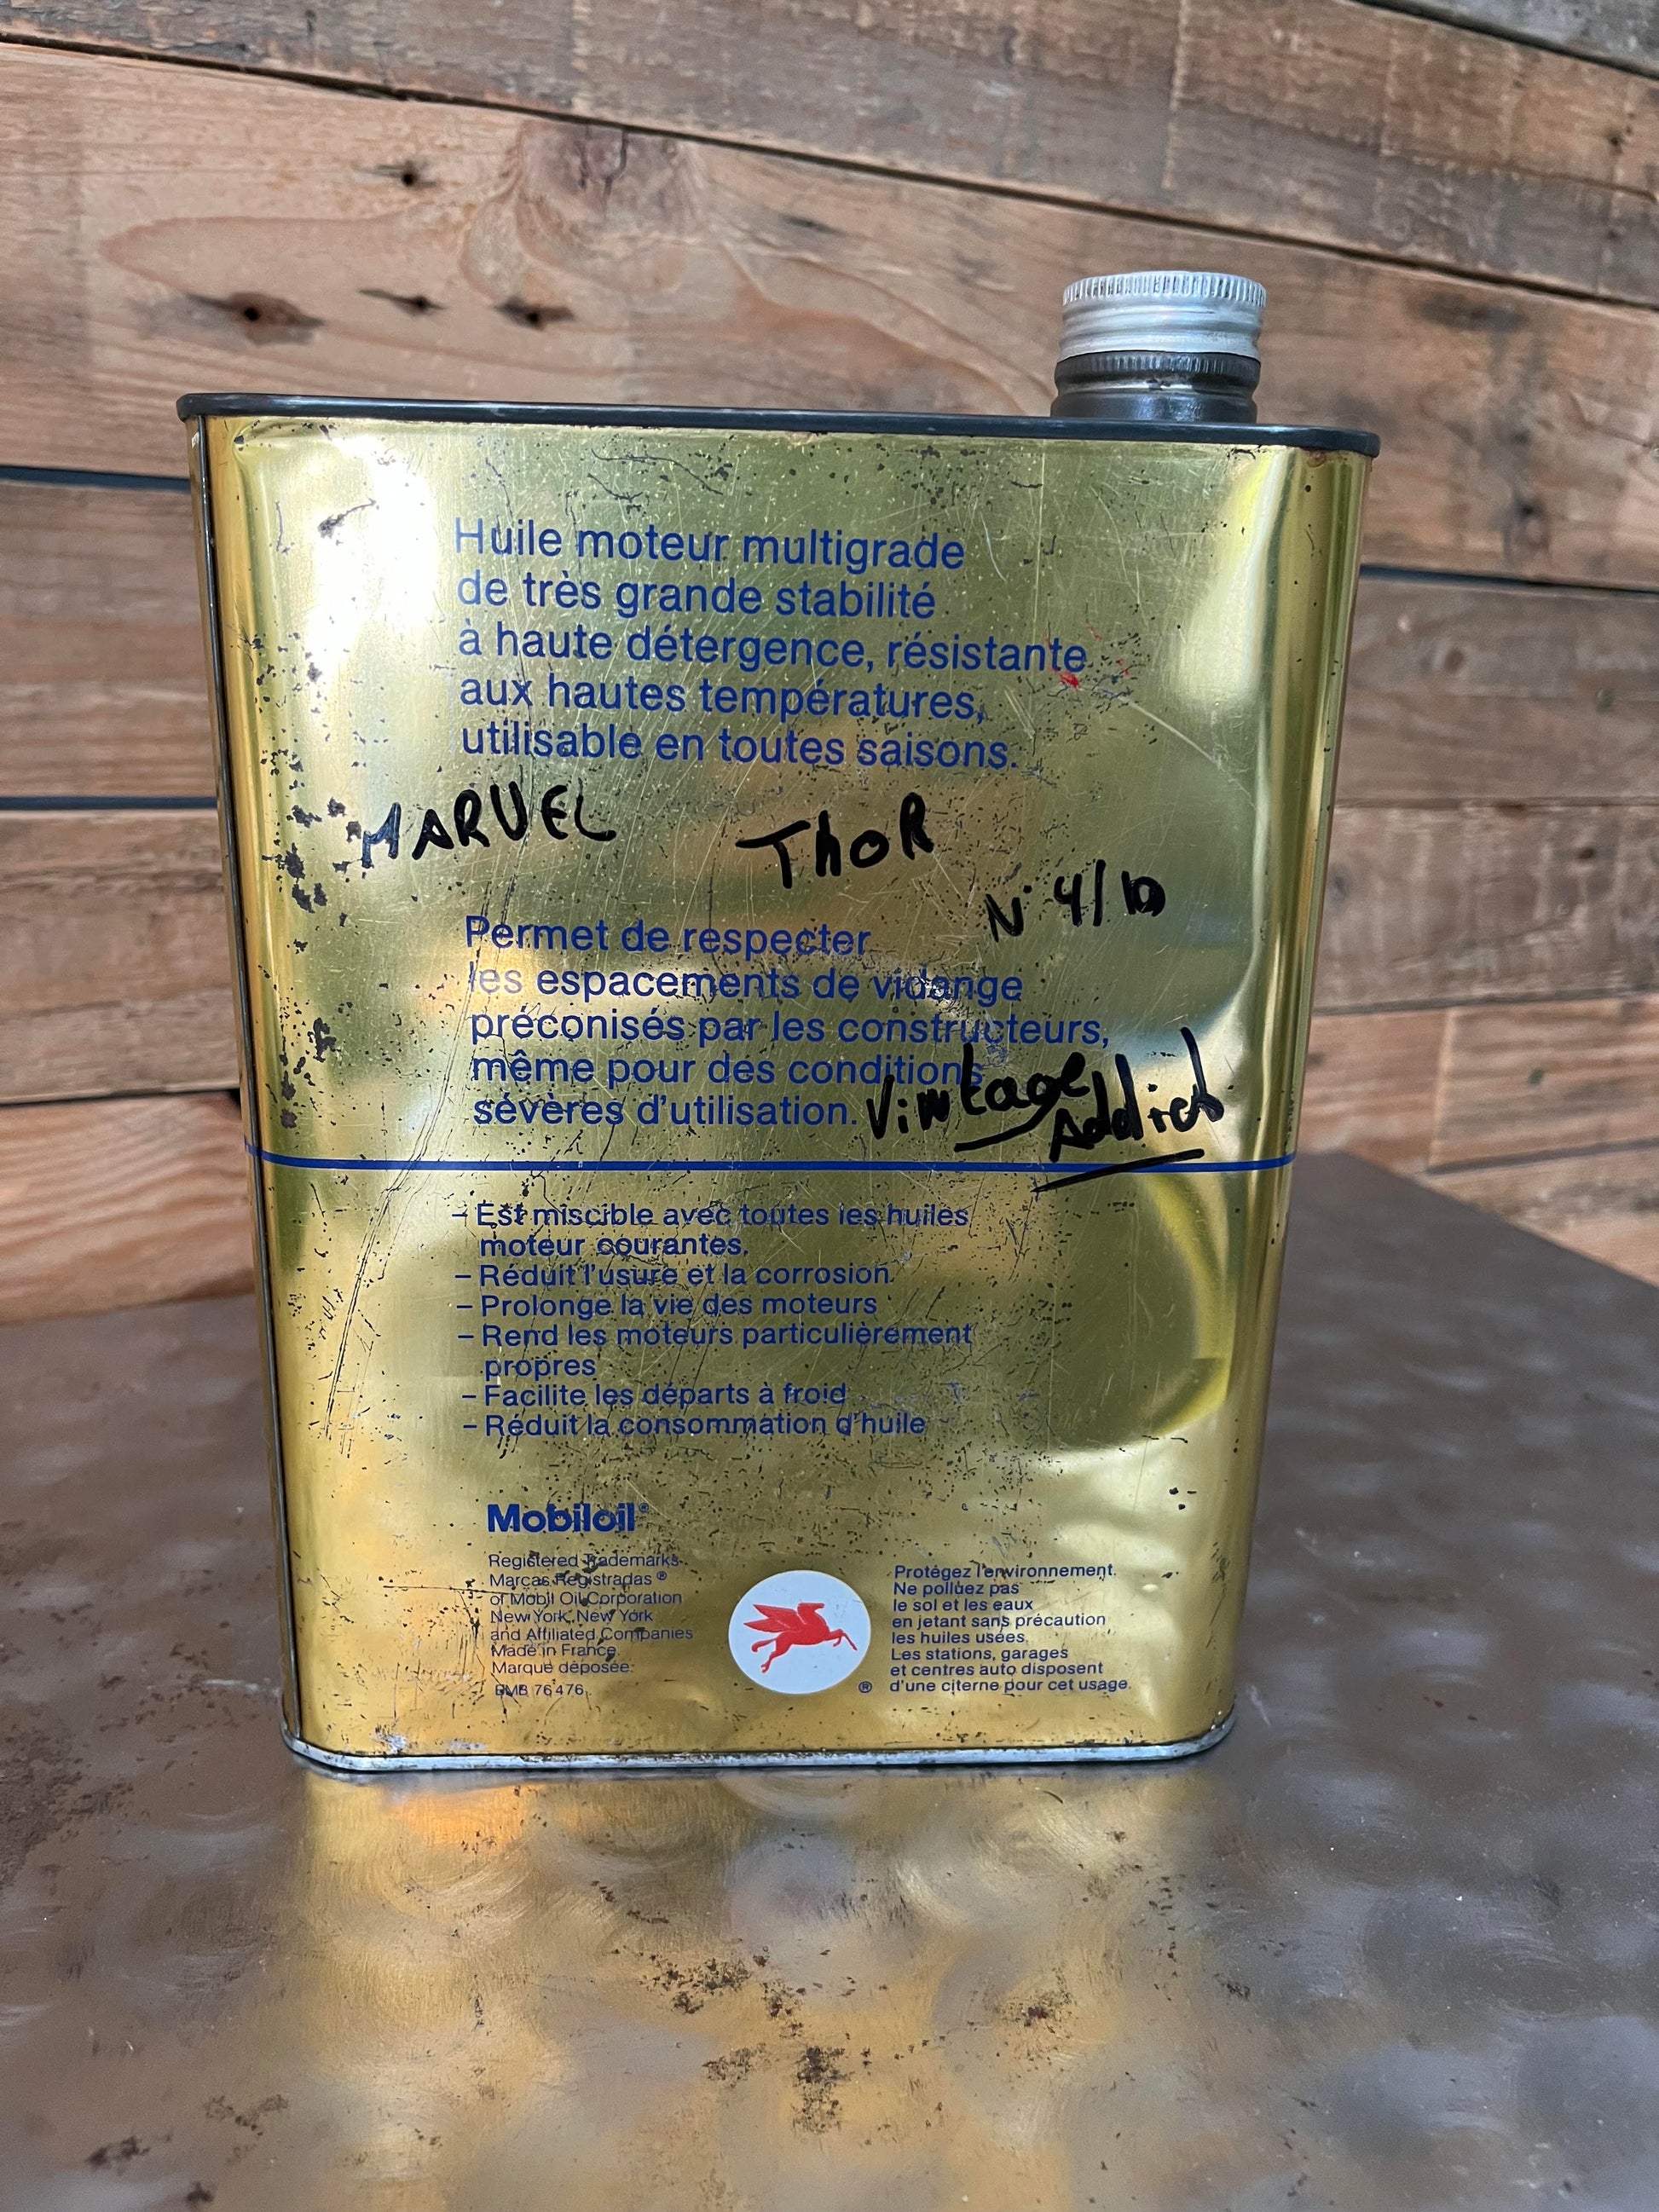 Huile moteur multigrade
de très grande stabilité
à haute détergence, résistante
aux hautes températures,
utilisable en toutes saisons.
MARVEL ThoR
N° 4/10
Permet de respecter
les espacements de vidange
préconisés par les constructeurs,
même pour des conditions
sévères d'utilisation.
Vintage
Addict
– Est miscible avec toutes les huiles
moteur courantes.
– Réduit l'usure et la corrosion.
– Prolonge la vie des moteurs
– Rend les moteurs particulièrement
propres
– Facilite les départs à froid
– Réduit la consommation d'huile
Mobiloil®
Registered Trademarks
Marcas Registradas ®
of Mobil Oil Corporation
New York, New York
and Affiliated Companies
Made in France
Marque déposée
76 476
®
Protégez l'environnement.
Ne polluez pas
le sol et les eaux
en jetant sans précaution
les huiles usées.
Les stations, garages
et centres auto disposent
d'une citerne pour cet usage.